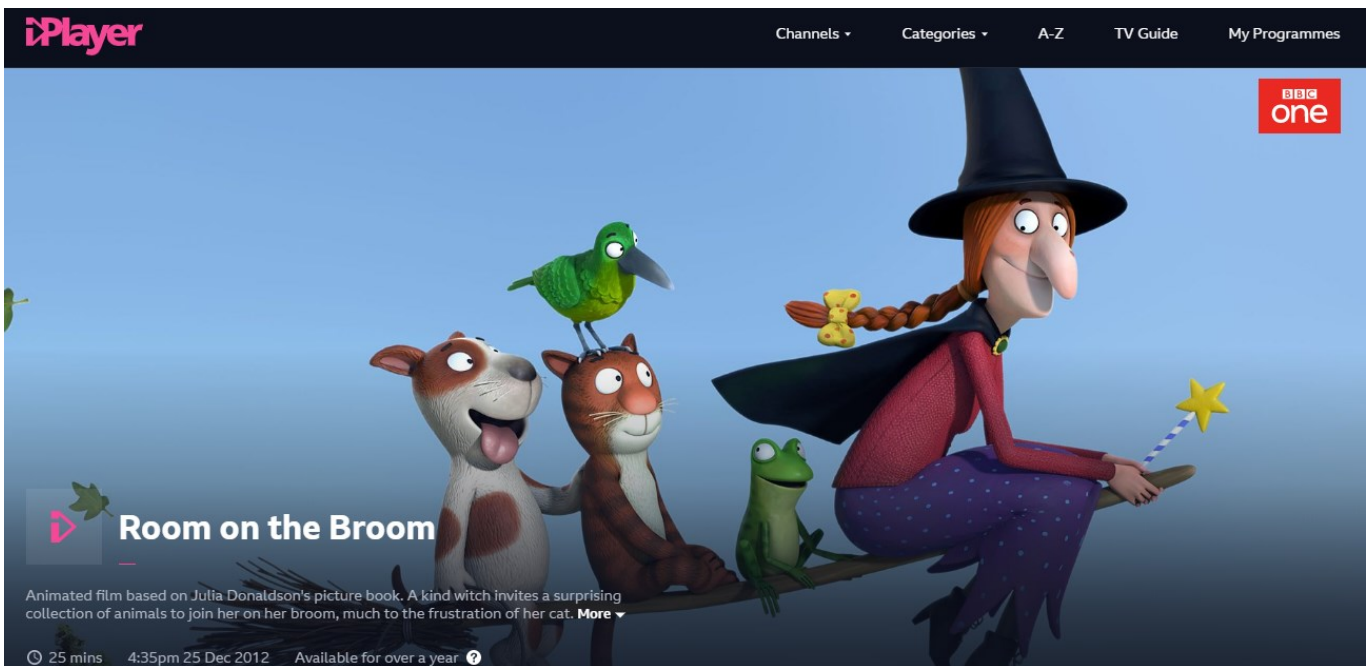 iPlayer
Channels Categories A-Z TV Guide My Programmes
BBC
one
Room on the Broom
Animated film based on Julia Donaldson's picture book. A kind witch invites a surprising
collection of animals to join her on her broom, much to the frustration of her cat. More
25 mins 4:35pm 25 Dec 2012 Available for over a year ?